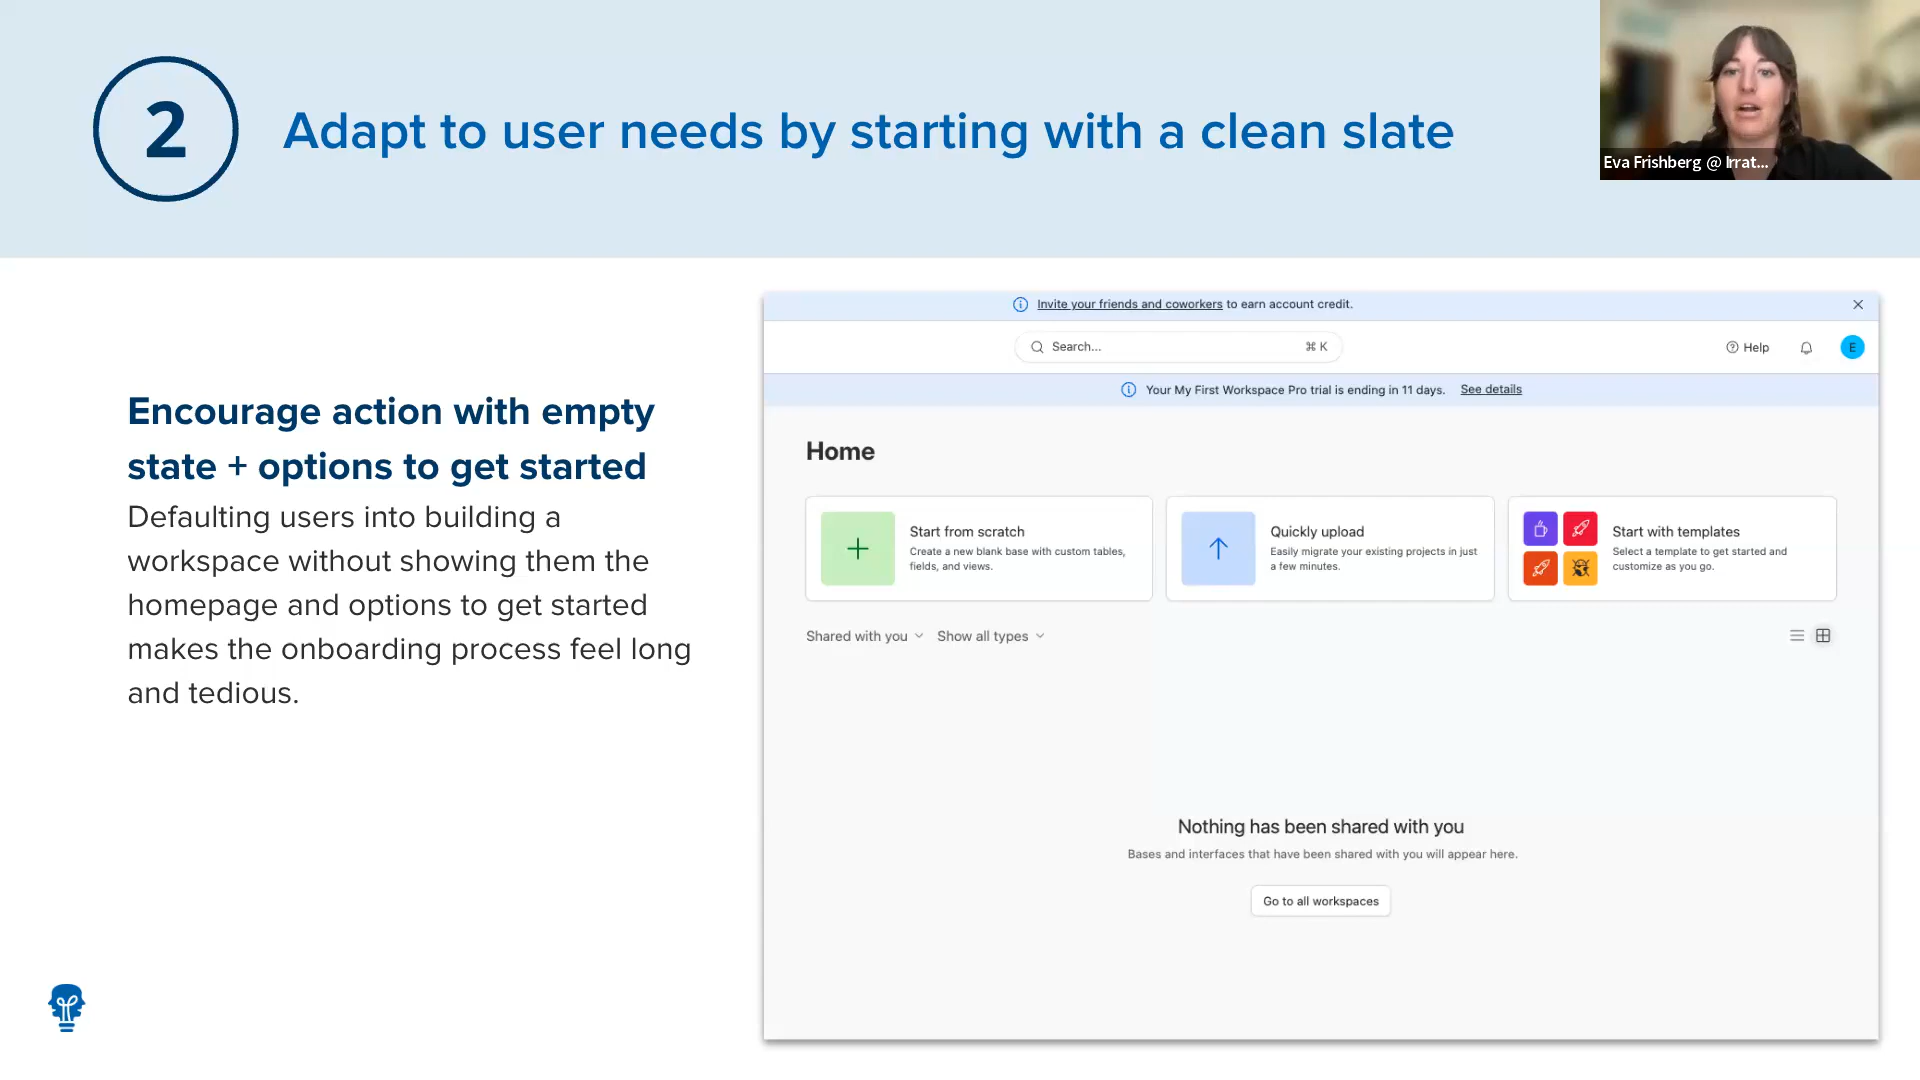 2
Adapt to user needs by starting with a clean slate
Eva Frishberg @ Irrat...
Encourage action with empty
state + options to get started
Defaulting users into building a
workspace without showing them the
homepage and options to get started
makes the onboarding process feel long
and tedious.
Invite your friends and coworkers to earn account credit.
Search...
⌘ K
Help
E
Your My First Workspace Pro trial is ending in 11 days. See details
Home
Start from scratch
Create a new blank base with custom tables,
fields, and views.
Quickly upload
Easily migrate your existing projects in just
a few minutes.
Start with templates
Select a template to get started and
customize as you go.
Shared with you
Show all types
Nothing has been shared with you
Bases and interfaces that have been shared with you will appear here.
Go to all workspaces